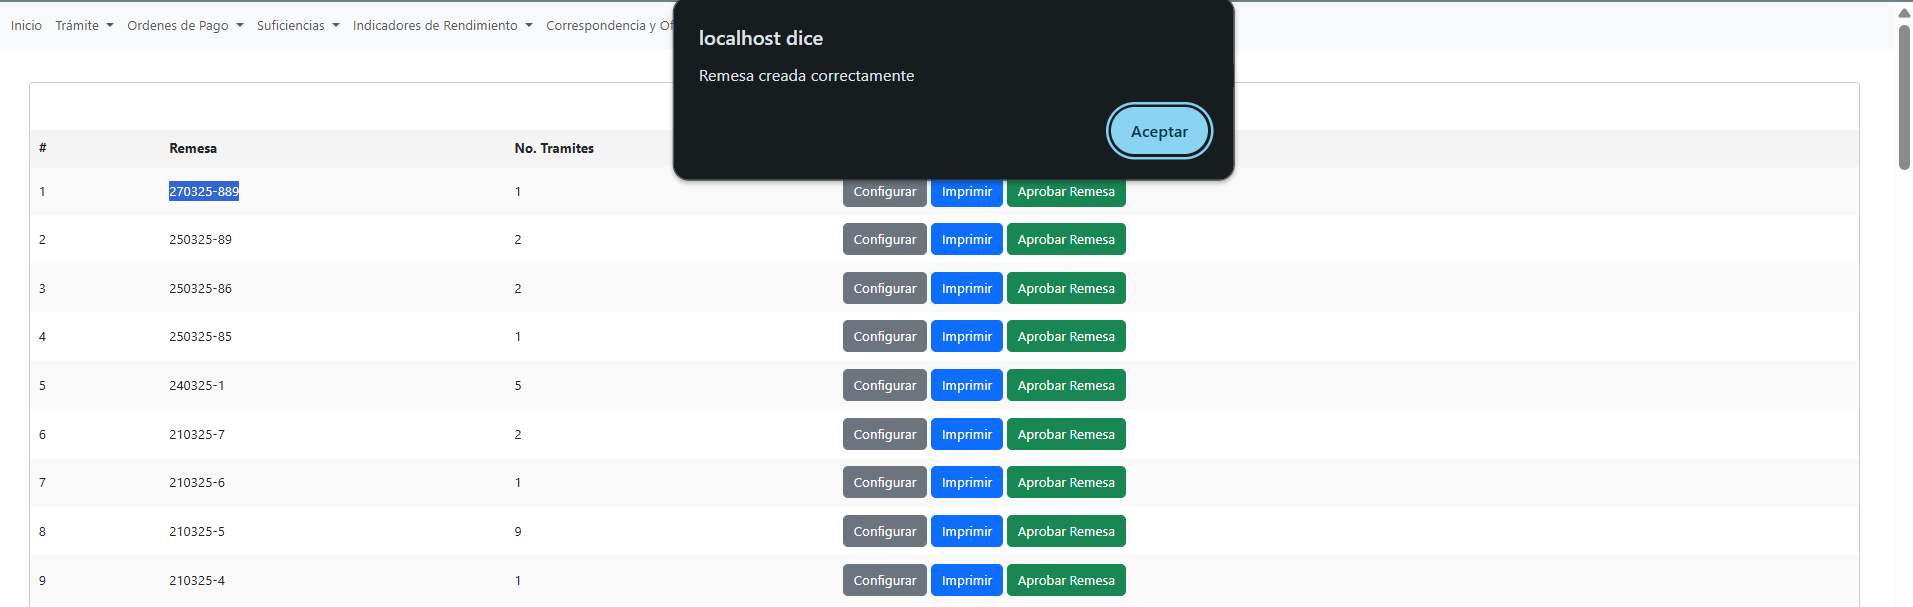 Inicio Trámite Ordenes de Pago Suficiencias Indicadores de Rendimiento Correspondencia y
localhost dice
Remesa creada correctamente
Aceptar
# Remesa No. Tramites
1 270325-889 1 Configurar Imprimir Aprobar Remesa
2 250325-89 2 Configurar Imprimir Aprobar Remesa
3 250325-86 2 Configurar Imprimir Aprobar Remesa
4 250325-85 1 Configurar Imprimir Aprobar Remesa
5 240325-1 5 Configurar Imprimir Aprobar Remesa
6 210325-7 2 Configurar Imprimir Aprobar Remesa
7 210325-6 1 Configurar Imprimir Aprobar Remesa
8 210325-5 9 Configurar Imprimir Aprobar Remesa
9 210325-4 1 Configurar Imprimir Aprobar Remesa